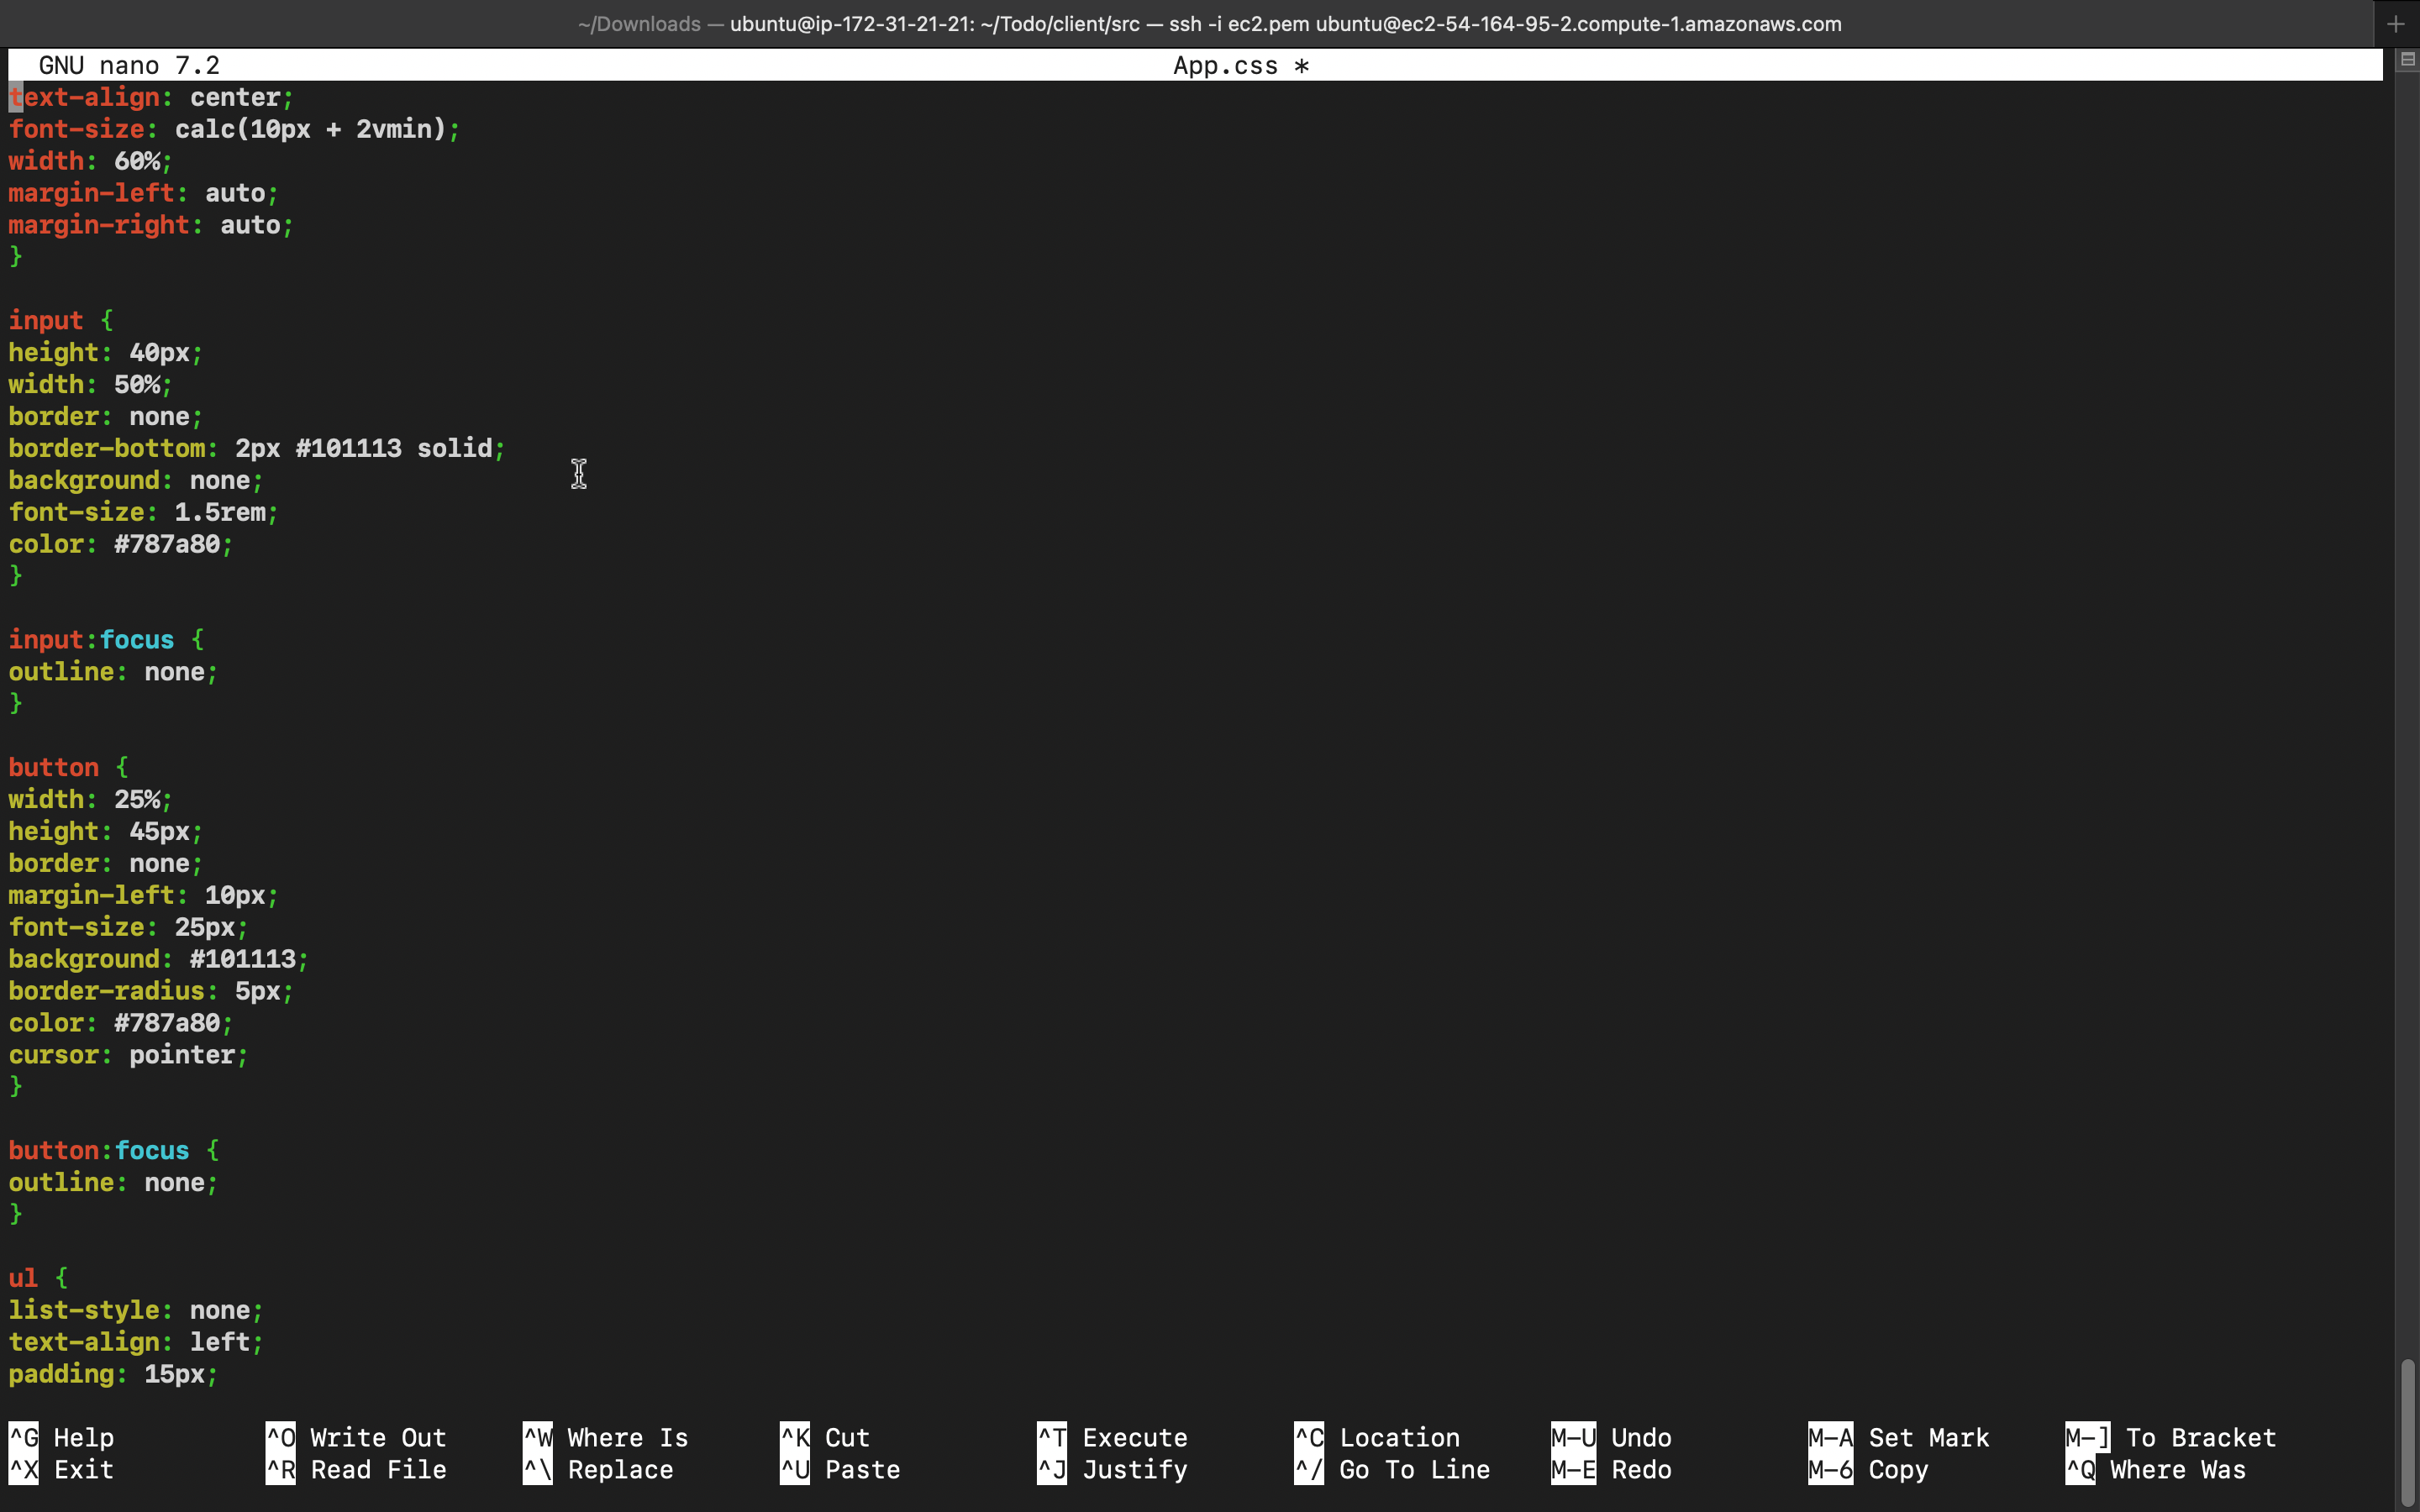 ~/Downloads — ubuntu@ip-172-31-21-21: ~/Todo/client/src — ssh -i ec2.pem ubuntu@ec2-54-164-95-2.compute-1.amazonaws.com
GNU nano 7.2 App.css *
text-align: center;
font-size: calc(10px + 2vmin);
width: 60%;
margin-left: auto;
margin-right: auto;
}
input {
height: 40px;
width: 50%;
border: none;
border-bottom: 2px #101113 solid;
background: none;
font-size: 1.5rem;
color: #787a80;
}
input:focus {
outline: none;
}
button {
width: 25%;
height: 45px;
border: none;
margin-left: 10px;
font-size: 25px;
background: #101113;
border-radius: 5px;
color: #787a80;
cursor: pointer;
}
button:focus {
outline: none;
}
ul {
list-style: none;
text-align: left;
padding: 15px;
^G Help ^O Write Out ^W Where Is ^K Cut ^T Execute ^C Location M-U Undo M-A Set Mark M-] To Bracket
^X Exit ^R Read File ^\ Replace ^U Paste ^J Justify ^/ Go To Line M-E Redo M-6 Copy ^Q Where Was